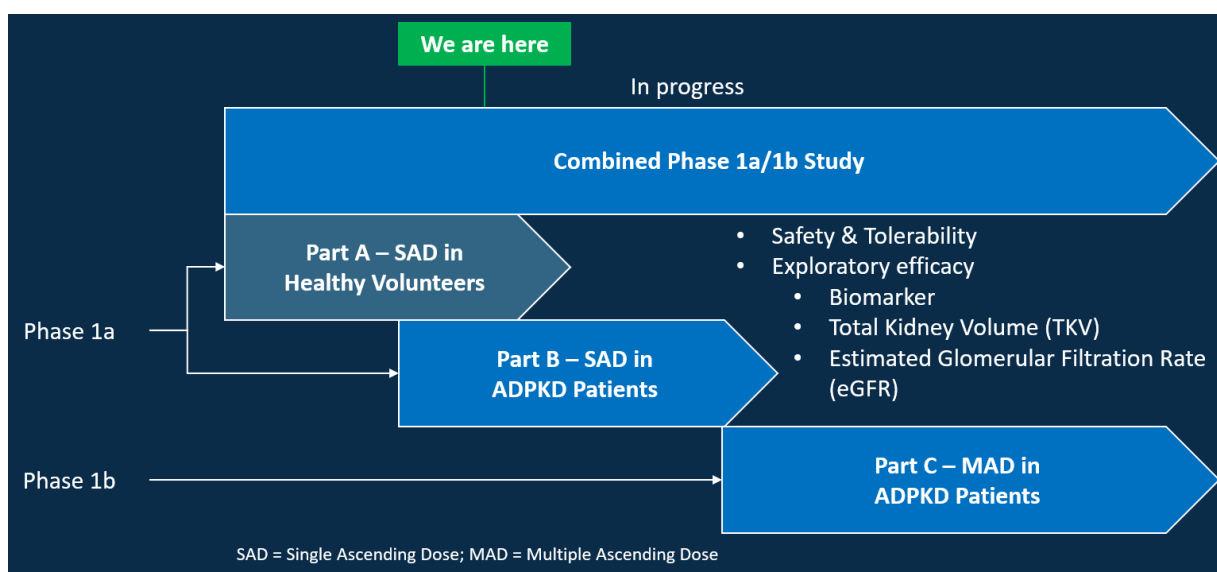 We are here
In progress
Combined Phase 1a/1b Study
Part A – SAD in
Healthy Volunteers
• Safety & Tolerability
• Exploratory efficacy
• Biomarker
• Total Kidney Volume (TKV)
• Estimated Glomerular Filtration Rate
(eGFR)
Phase 1a
Part B – SAD in
ADPKD Patients
Phase 1b
Part C – MAD in
ADPKD Patients
SAD = Single Ascending Dose; MAD = Multiple Ascending Dose